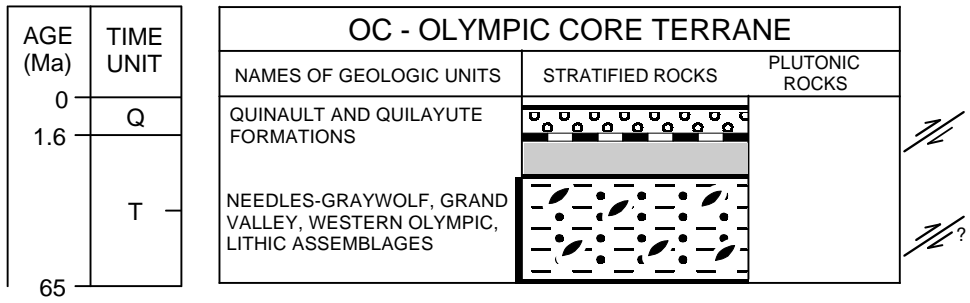 AGE
(Ma)
TIME
UNIT
0
1.6
65
Q
T
OC - OLYMPIC CORE TERRANE
NAMES OF GEOLOGIC UNITS
STRATIFIED ROCKS
PLUTONIC
ROCKS
QUINAULT AND QUILAYUTE
FORMATIONS
NEEDLES-GRAYWOLF, GRAND
VALLEY, WESTERN OLYMPIC,
LITHIC ASSEMBLAGES
?